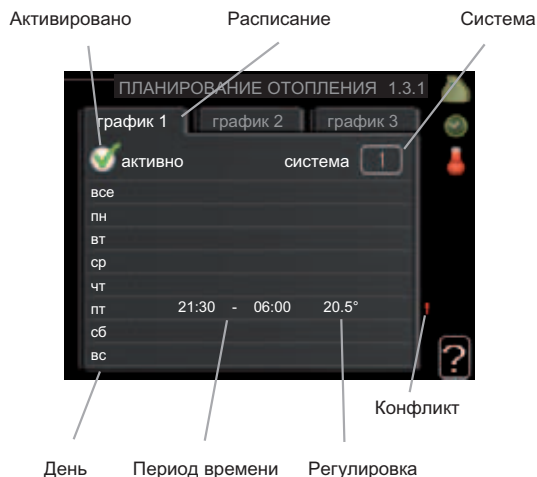 Активировано Расписание Система
ПЛАНИРОВАНИЕ ОТОПЛЕНИЯ 1.3.1
график 1 график 2 график 3
активно система 1
все
пн
вт
ср
чт
пт 21:30 - 06:00 20.5° !
сб
вс
?
Конфликт
День Период времени Регулировка